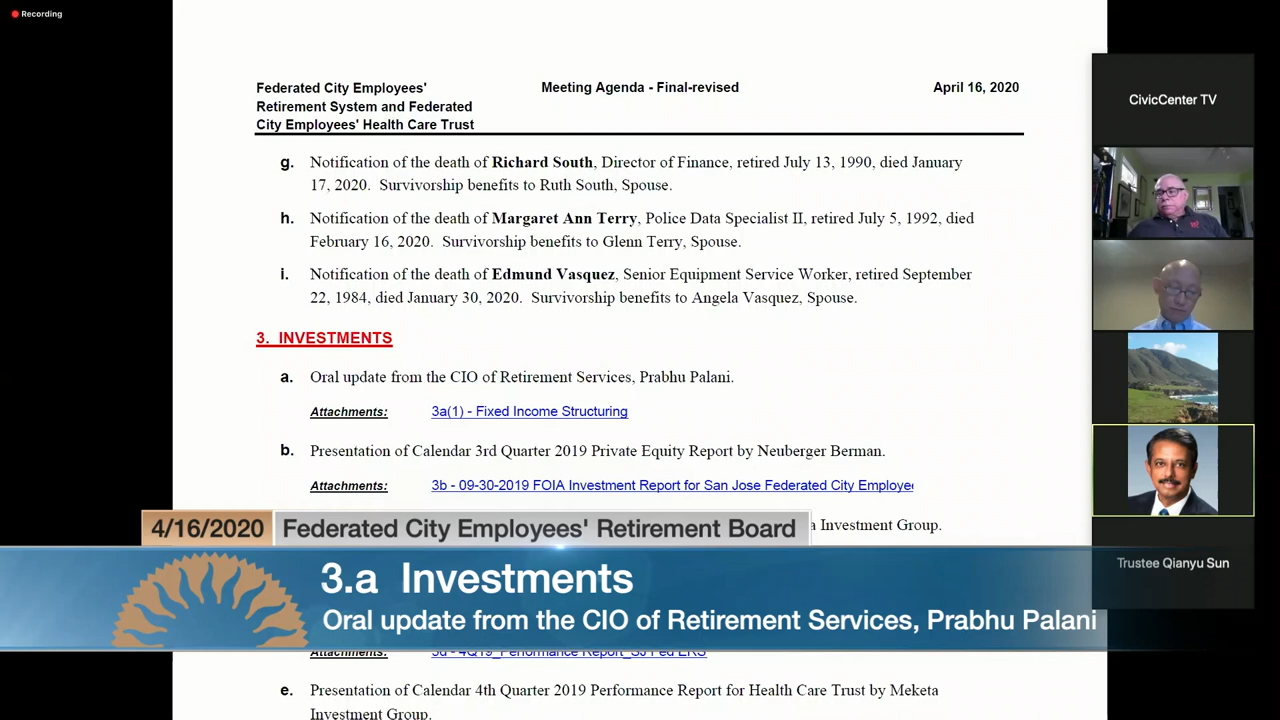 Recording
Federated City Employees'
Retirement System and Federated
City Employees' Health Care Trust
Meeting Agenda - Final-revised
April 16, 2020
g. Notification of the death of Richard South, Director of Finance, retired July 13, 1990, died January
17, 2020. Survivorship benefits to Ruth South, Spouse.
h. Notification of the death of Margaret Ann Terry, Police Data Specialist II, retired July 5, 1992, died
February 16, 2020. Survivorship benefits to Glenn Terry, Spouse.
i. Notification of the death of Edmund Vasquez, Senior Equipment Service Worker, retired September
22, 1984, died January 30, 2020. Survivorship benefits to Angela Vasquez, Spouse.
3. INVESTMENTS
a. Oral update from the CIO of Retirement Services, Prabhu Palani.
Attachments: 3a(1) - Fixed Income Structuring
b. Presentation of Calendar 3rd Quarter 2019 Private Equity Report by Neuberger Berman.
Attachments: 3b - 09-30-2019 FOIA Investment Report for San Jose Federated City Employee
a Investment Group.
4/16/2020 Federated City Employees' Retirement Board
3.a Investments
Oral update from the CIO of Retirement Services, Prabhu Palani
Attachments: 3d - 4Q19_Performance Report_SJ Fed ERS
e. Presentation of Calendar 4th Quarter 2019 Performance Report for Health Care Trust by Meketa
Investment Group.
CivicCenter TV
Trustee Qianyu Sun